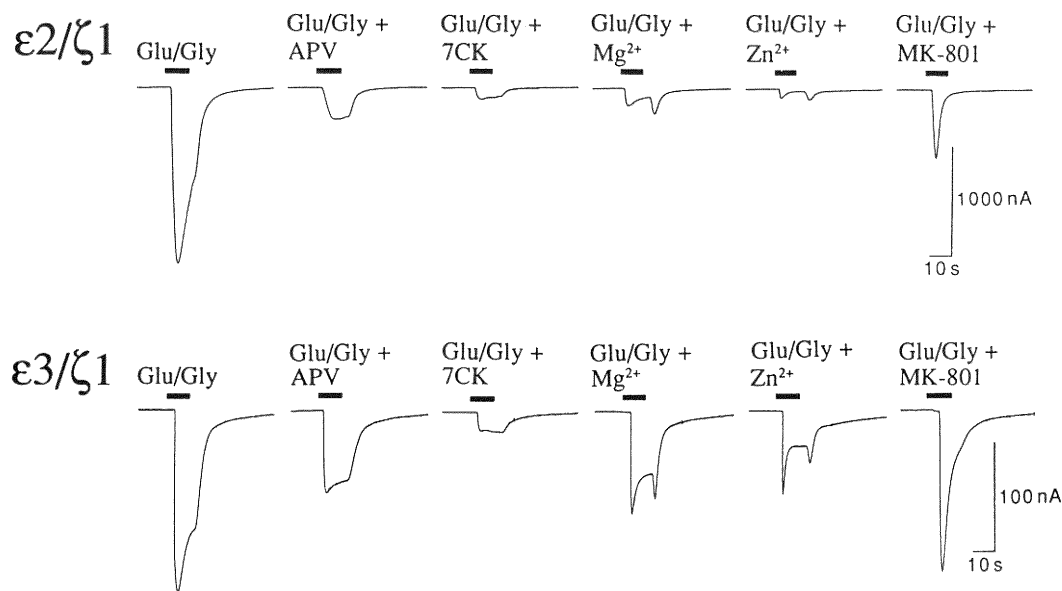 ε2/ζ1
Glu/Gly
Glu/Gly +
APV
Glu/Gly +
7CK
Glu/Gly +
Mg²⁺
Glu/Gly +
Zn²⁺
Glu/Gly +
MK-801
1000 nA
10 s
ε3/ζ1
Glu/Gly
Glu/Gly +
APV
Glu/Gly +
7CK
Glu/Gly +
Mg²⁺
Glu/Gly +
Zn²⁺
Glu/Gly +
MK-801
100 nA
10 s